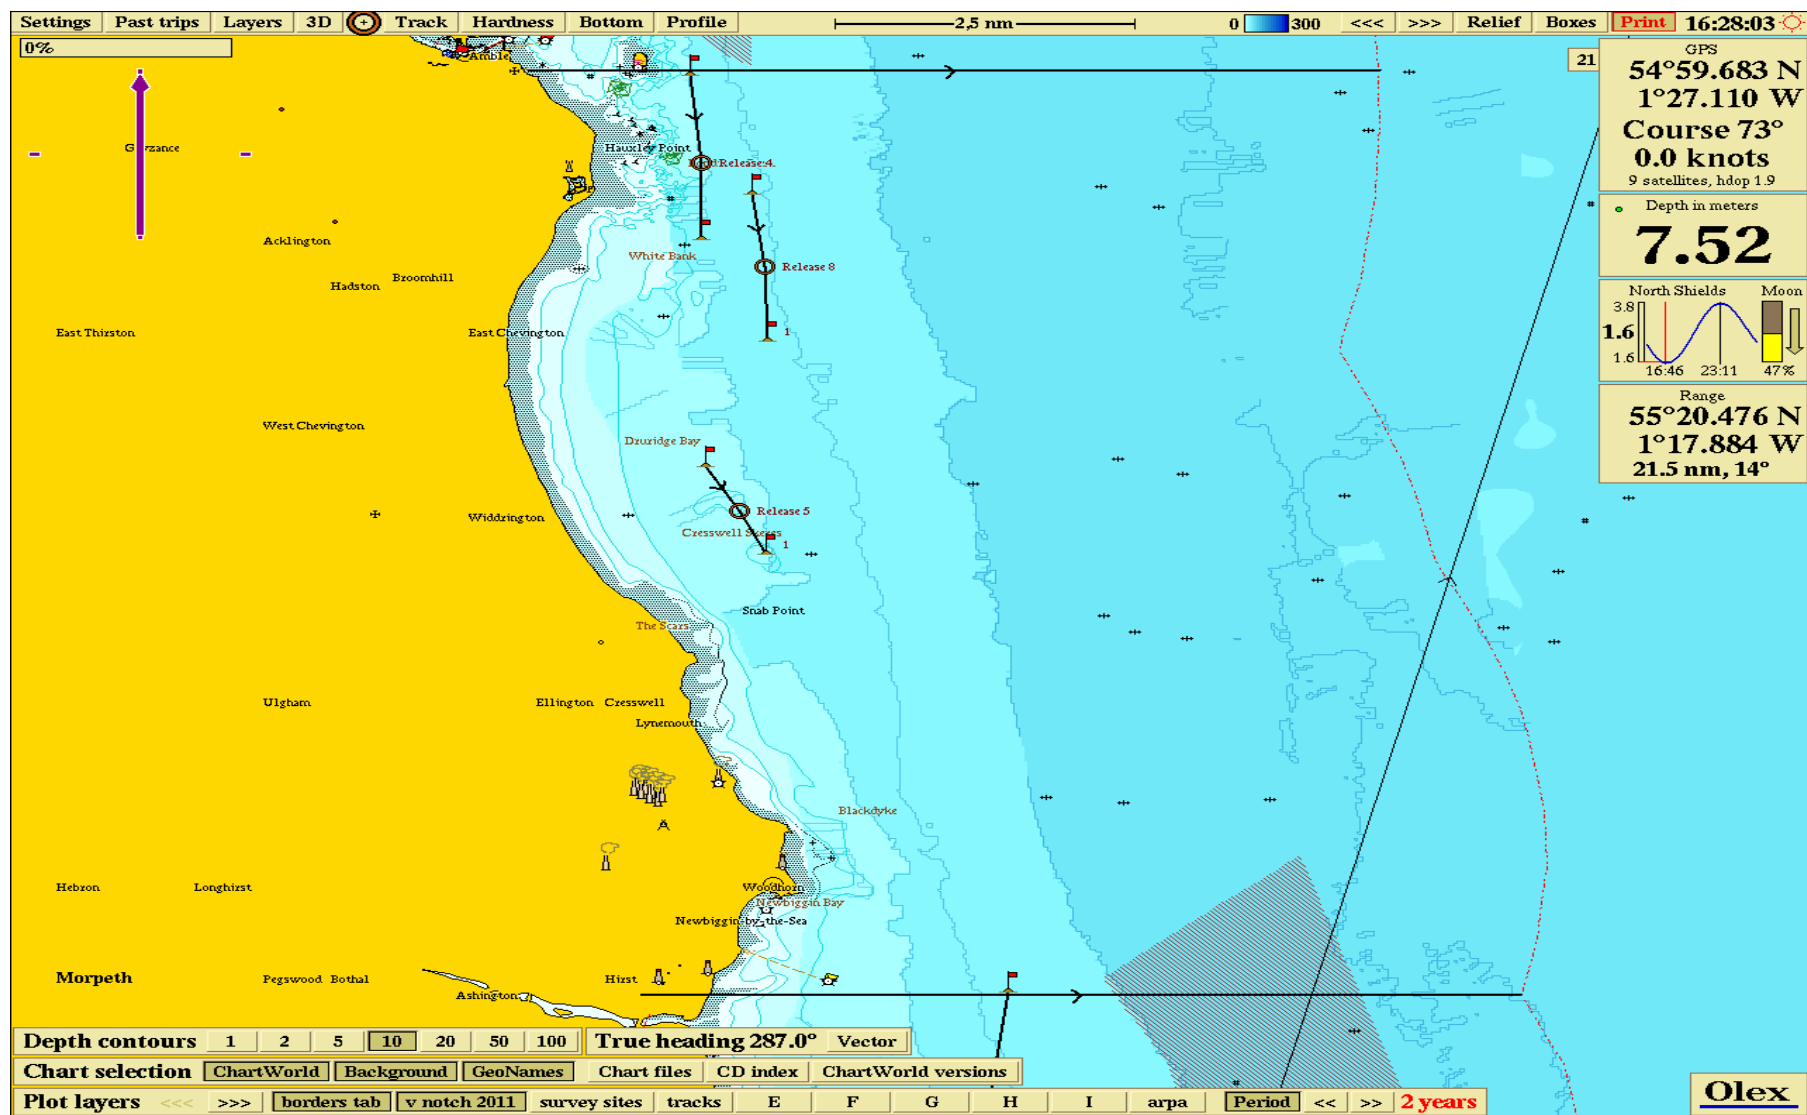 Settings Past trips Layers 3D Track Hardness Bottom Profile 2,5 nm 0 300 <<< >>> Relief Boxes Print 16:28:03
0%
GPS
54°59.683 N
1°27.110 W
Course 73°
0.0 knots
9 satellites, hdop 1.9
Depth in meters
7.52
North Shields Moon
3.8
1.6
1.6
16:46 23:11 47%
Range
55°20.476 N
1°17.884 W
21.5 nm, 14°
21
Amble
Hauxley Point
Release 4
Acklington
White Bank
Release 8
Broomhill
Hadston
East Thirston
East Chevington
1
West Chevington
Druridge Bay
Release 5
Widdrington
Cresswell Skeres
1
Snab Point
The Scars
Ulgham
Ellington Cresswell
Lynemouth
Blackdyke
Hebron
Longhirst
Woodhorn
Newbiggin Bay
Newbiggin-by-the-Sea
Morpeth
Pegswood Bothal
Hirst
Ashington
Depth contours 1 2 5 10 20 50 100 True heading 287.0° Vector
Chart selection ChartWorld Background GeoNames Chart files CD index ChartWorld versions
Plot layers <<< >>> borders tab v notch 2011 survey sites tracks E F G H I arpa Period << >> 2 years
Olex